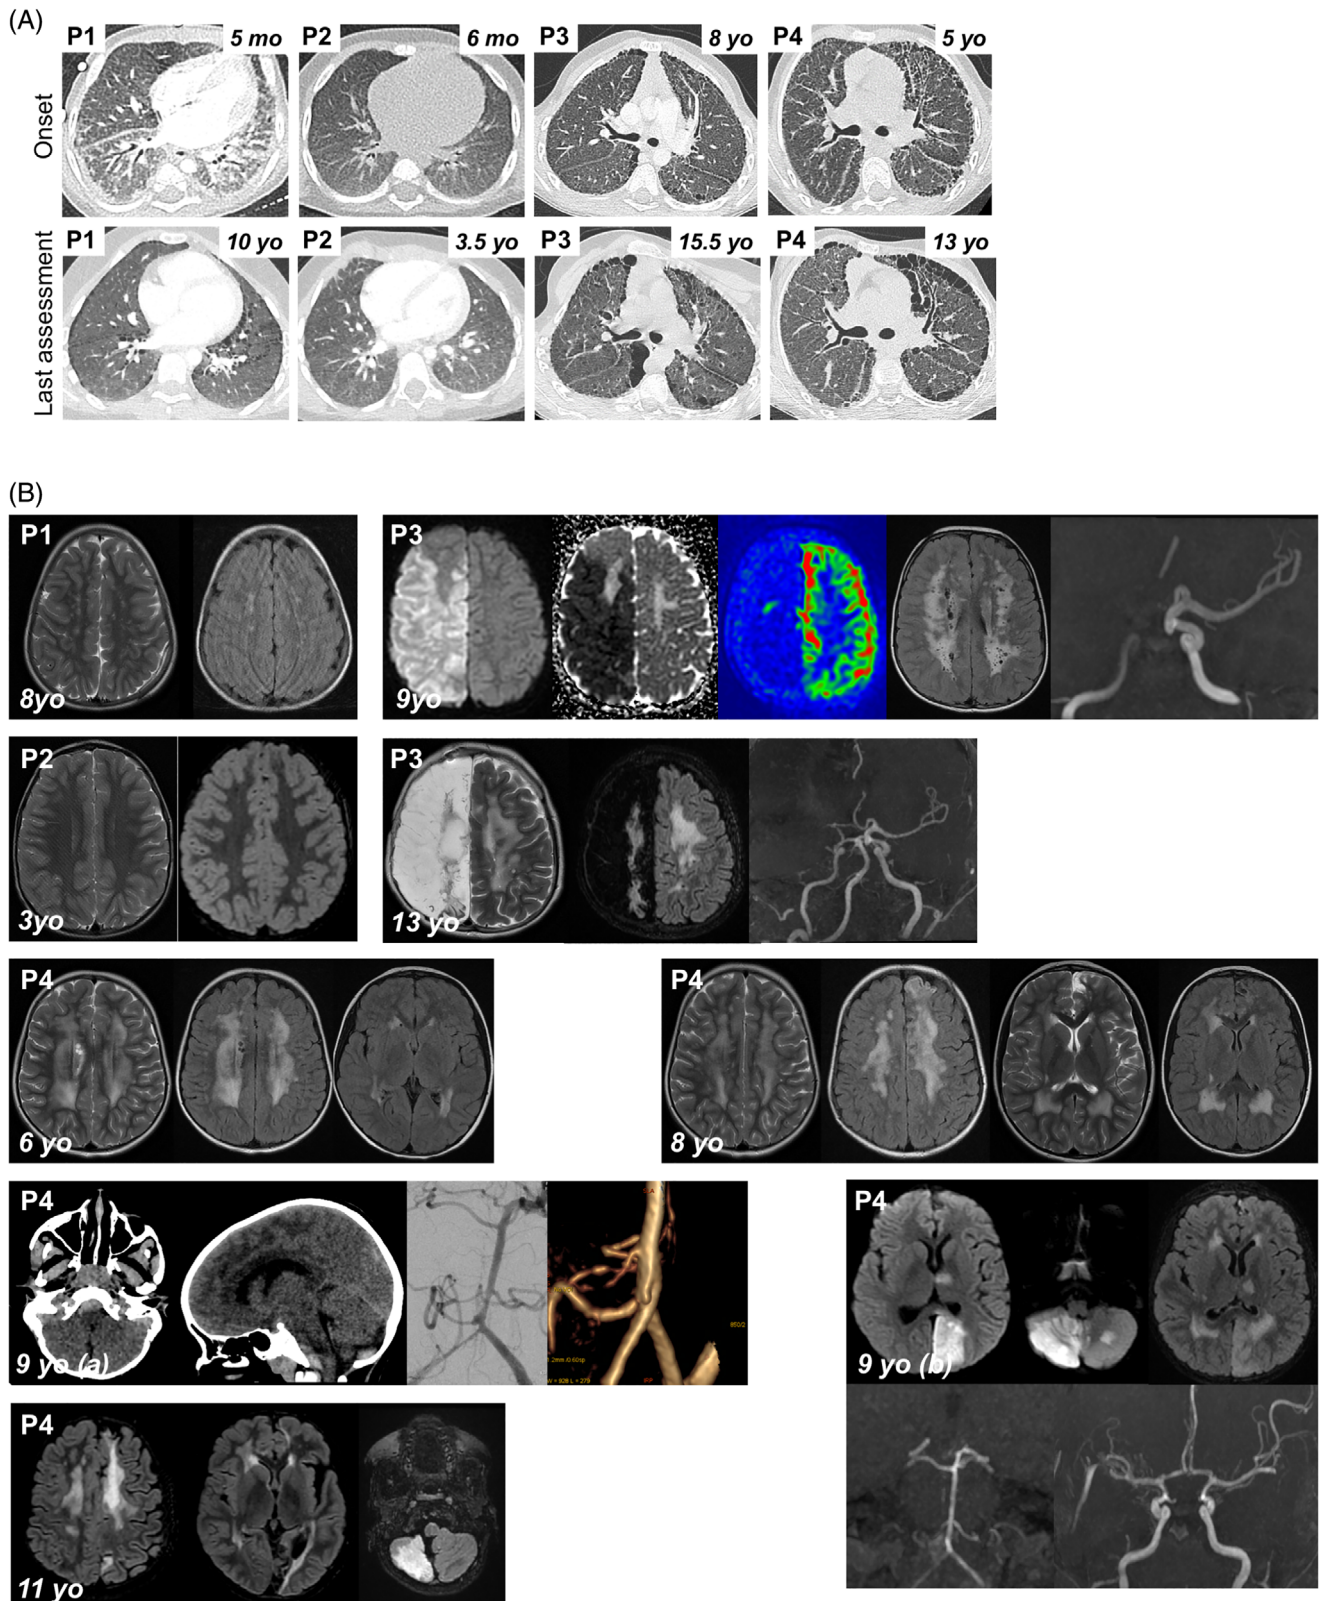 (A)
Onset
P1 5 mo P2 6 mo P3 8 yo P4 5 yo
Last assessment
P1 10 yo P2 3.5 yo P3 15.5 yo P4 13 yo
(B)
P1 P3
8yo 9yo
P2 P3
3yo 13 yo
P4 P4
6 yo 8 yo
P4 P4
9 yo (a) 9 yo (b)
W = 828 L = 279
P4
11 yo